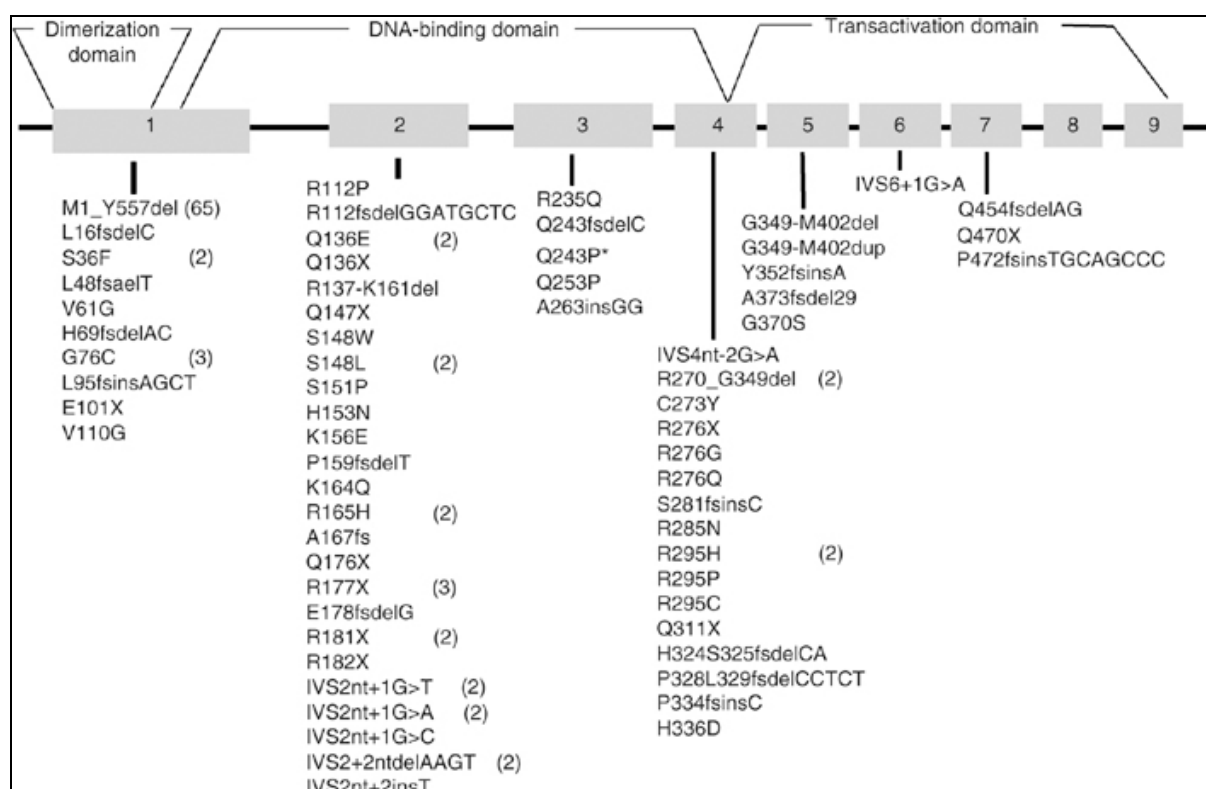 Dimerization domain
DNA-binding domain
Transactivation domain
1
2
3
4
5
6
7
8
9
M1_Y557del (65)
L16fsdelC
S36F (2)
L48fsaelT
V61G
H69fsdelAC
G76C (3)
L95fsinsAGCT
E101X
V110G
R112P
R112fsdelGGATGCTC
Q136E (2)
Q136X
R137-K161del
Q147X
S148W
S148L (2)
S151P
H153N
K156E
P159fsdelT
K164Q
R165H (2)
A167fs
Q176X
R177X (3)
E178fsdelG
R181X (2)
R182X
IVS2nt+1G>T (2)
IVS2nt+1G>A (2)
IVS2nt+1G>C
IVS2+2ntdelAAGT (2)
IVS2nt+2insT
R235Q
Q243fsdelC
Q243P*
Q253P
A263insGG
IVS4nt-2G>A
R270_G349del (2)
C273Y
R276X
R276G
R276Q
S281fsinsC
R285N
R295H (2)
R295P
R295C
Q311X
H324S325fsdelCA
P328L329fsdelCCTCT
P334fsinsC
H336D
G349-M402del
G349-M402dup
Y352fsinsA
A373fsdel29
G370S
IVS6+1G>A
Q454fsdelAG
Q470X
P472fsinsTGCAGCCC